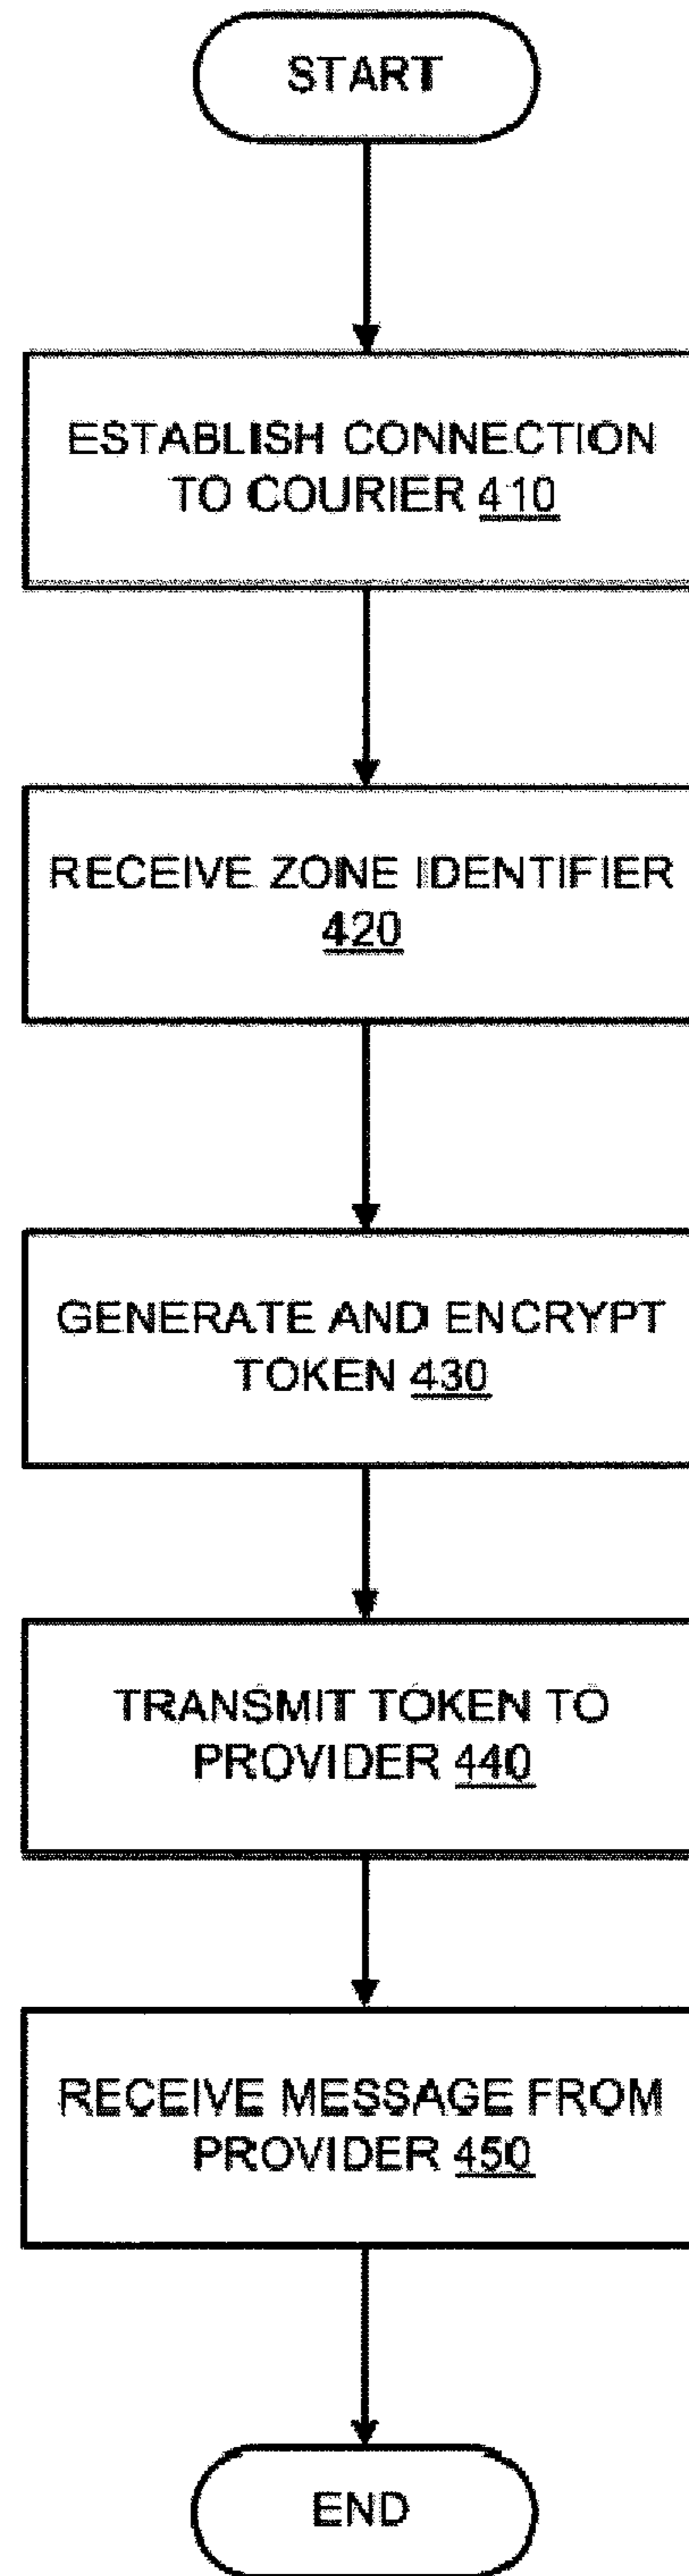 START
ESTABLISH CONNECTION
TO COURIER 410
RECEIVE ZONE IDENTIFIER
420
GENERATE AND ENCRYPT
TOKEN 430
TRANSMIT TOKEN TO
PROVIDER 440
RECEIVE MESSAGE FROM
PROVIDER 450
END